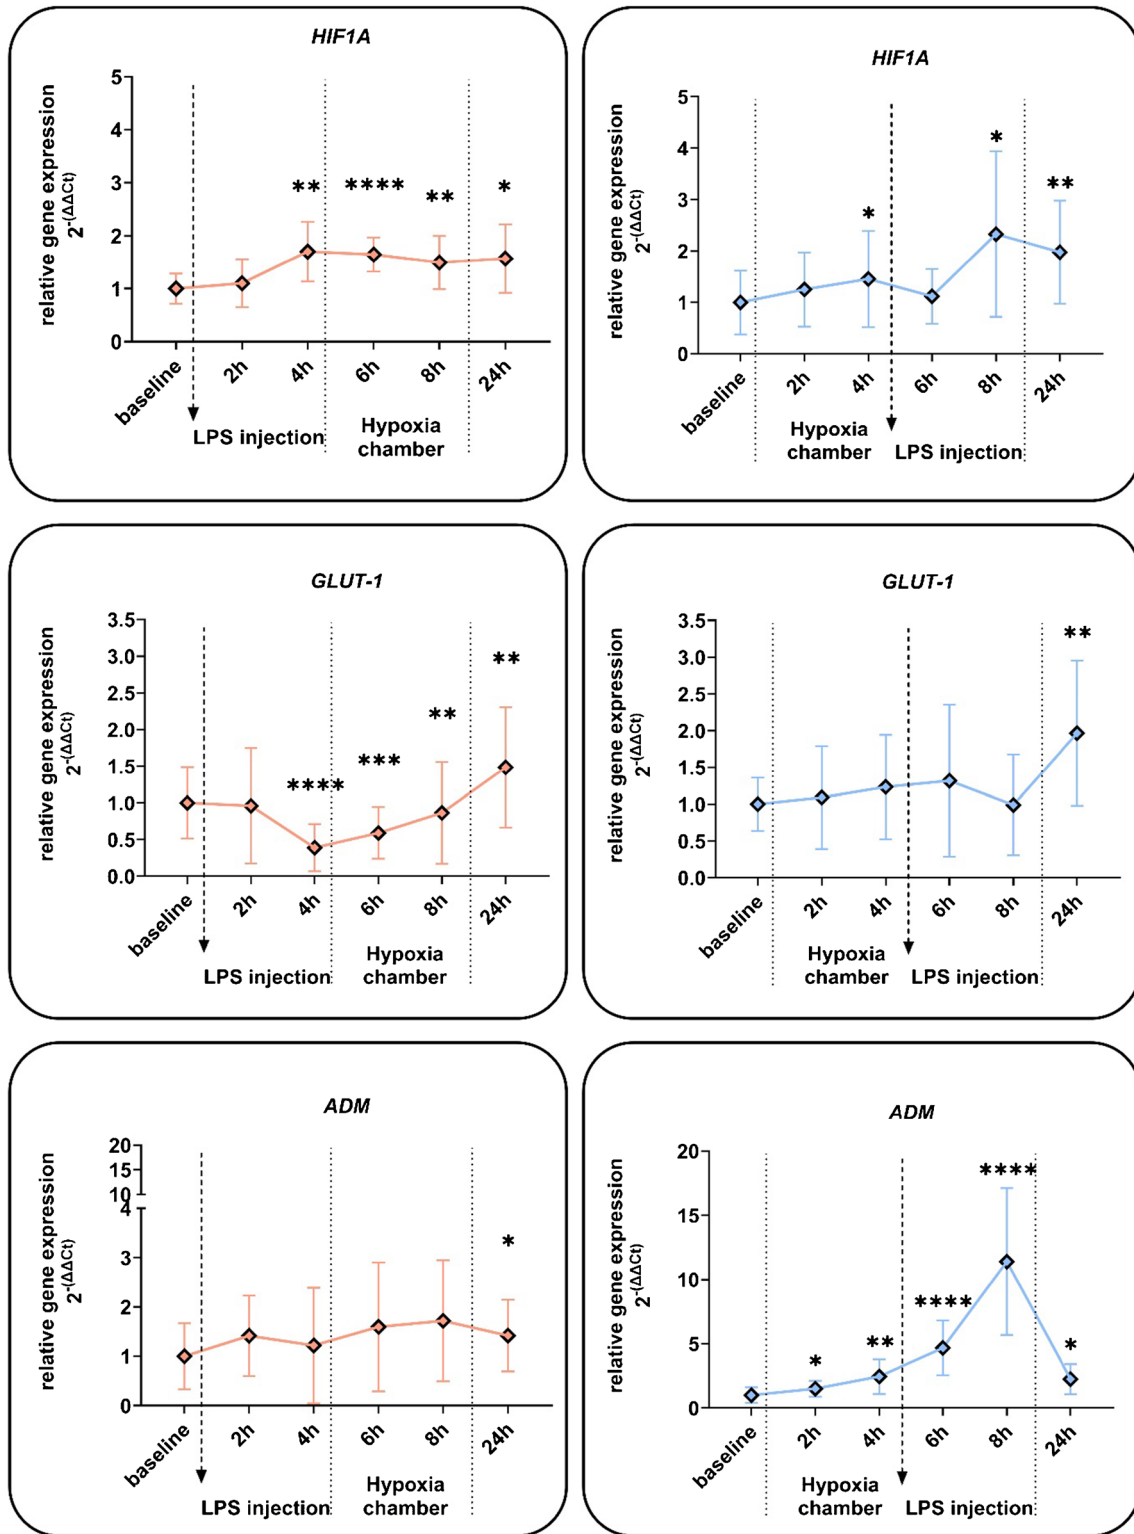 HIF1A
relative gene expression
2-(ΔΔCt)
5
4
3
2
1
0
**
****
**
*
baseline
2h
4h
6h
8h
24h
LPS injection
Hypoxia
chamber
HIF1A
relative gene expression
2-(ΔΔCt)
5
4
3
2
1
0
*
*
**
baseline
2h
4h
6h
8h
24h
Hypoxia
chamber
LPS injection
GLUT-1
relative gene expression
2-(ΔΔCt)
3.5
3.0
2.5
2.0
1.5
1.0
0.5
0.0
****
***
**
**
baseline
2h
4h
6h
8h
24h
LPS injection
Hypoxia
chamber
GLUT-1
relative gene expression
2-(ΔΔCt)
3.5
3.0
2.5
2.0
1.5
1.0
0.5
0.0
**
baseline
2h
4h
6h
8h
24h
Hypoxia
chamber
LPS injection
ADM
relative gene expression
2-(ΔΔCt)
20
15
10
4
3
2
1
0
*
baseline
2h
4h
6h
8h
24h
LPS injection
Hypoxia
chamber
ADM
relative gene expression
2-(ΔΔCt)
20
15
10
5
0
*
**
****
****
*
baseline
2h
4h
6h
8h
24h
Hypoxia
chamber
LPS injection